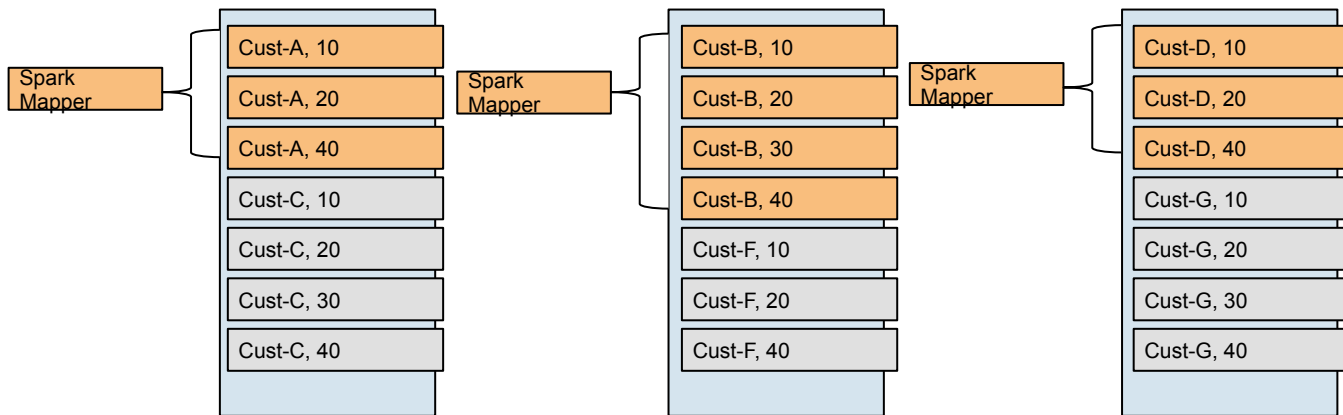 Spark
Mapper
Cust-A, 10
Cust-A, 20
Cust-A, 40
Cust-C, 10
Cust-C, 20
Cust-C, 30
Cust-C, 40
Spark
Mapper
Cust-B, 10
Cust-B, 20
Cust-B, 30
Cust-B, 40
Cust-F, 10
Cust-F, 20
Cust-F, 40
Spark
Mapper
Cust-D, 10
Cust-D, 20
Cust-D, 40
Cust-G, 10
Cust-G, 20
Cust-G, 30
Cust-G, 40